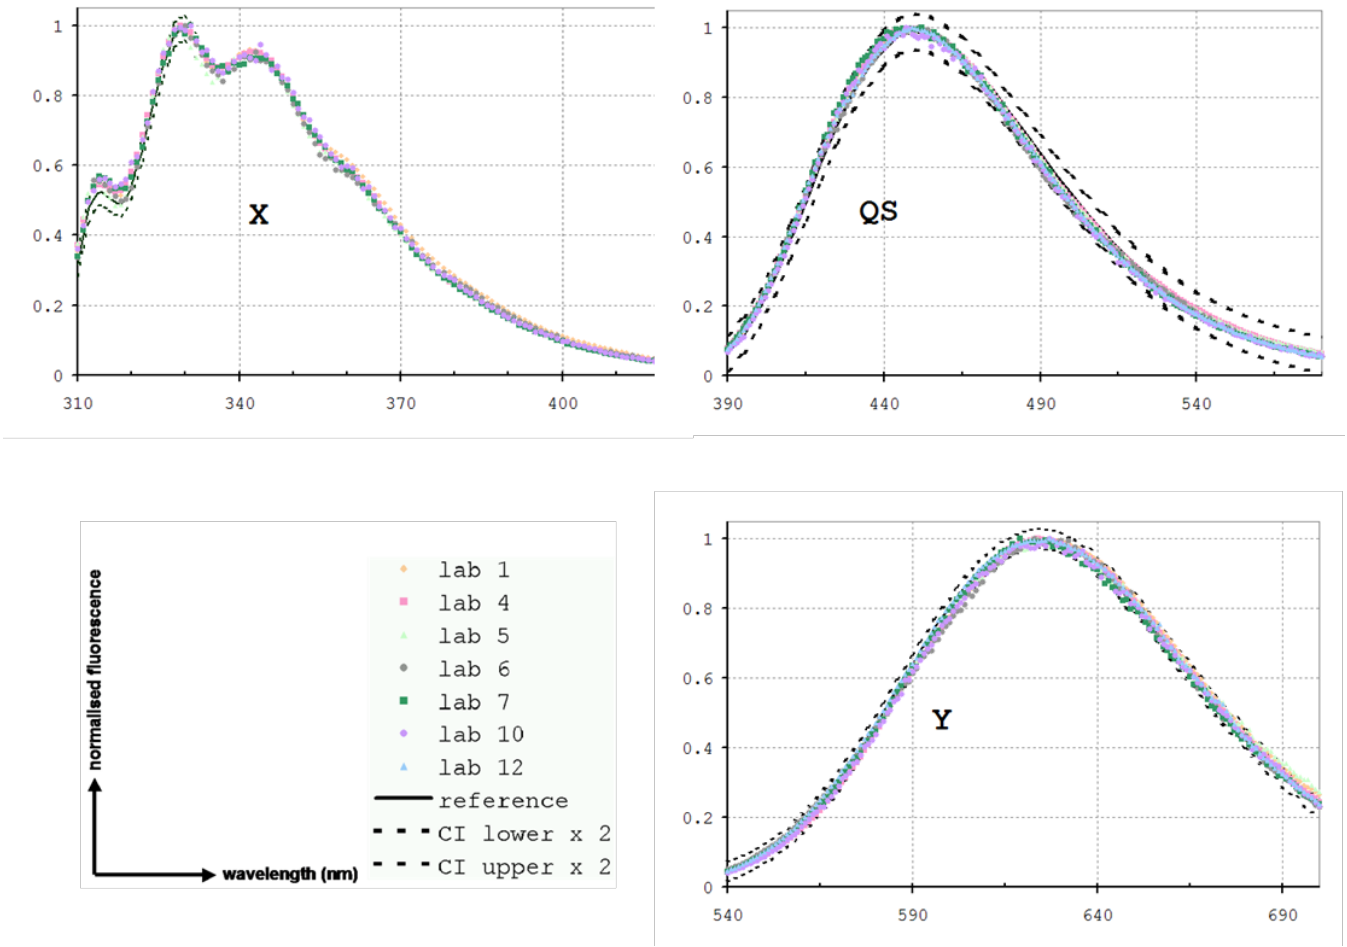 1
0.8
0.6
0.4
0.2
0
310 340 370 400
X
1
0.8
0.6
0.4
0.2
0
390 440 490 540
QS
normalised fluorescence
wavelength (nm)
lab 1
lab 4
lab 5
lab 6
lab 7
lab 10
lab 12
reference
CI lower x 2
CI upper x 2
1
0.8
0.6
0.4
0.2
0
540 590 640 690
Y